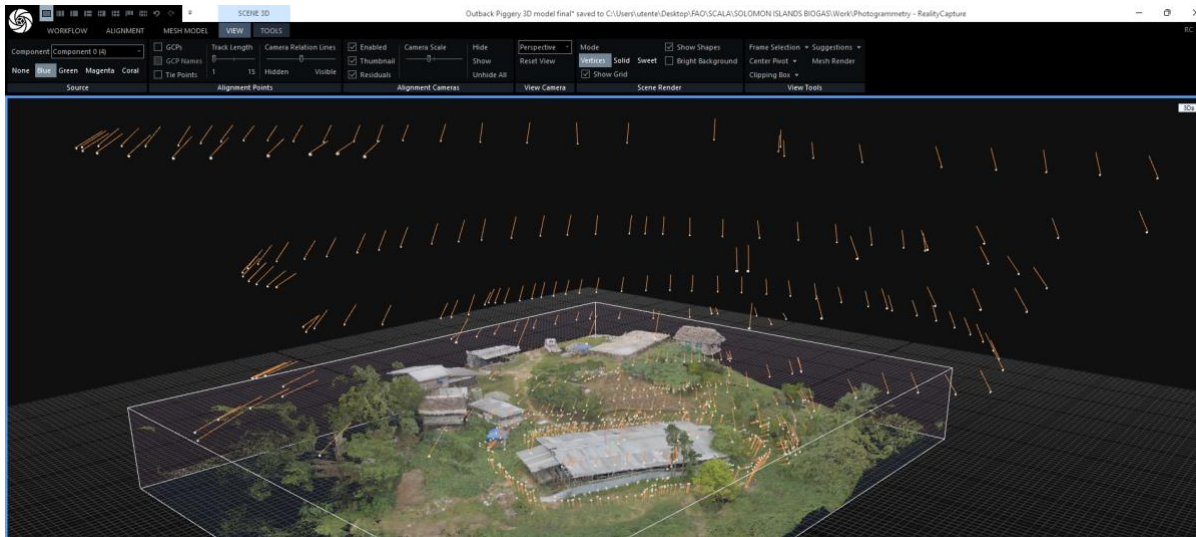 SCENE 3D
Outback Piggery 3D model final* saved to C:\Users\utente\Desktop\FAO\SCALA\SOLOMON ISLANDS BIOGAS\Work\Photogrammetry - RealityCapture
WORKFLOW ALIGNMENT MESH MODEL VIEW TOOLS RC
Component Component 0 (4) GCPs Track Length Camera Relation Lines Enabled Camera Scale Hide Perspective Mode Show Shapes Frame Selection Suggestions
GCP Names Thumbnail Show Reset View Vertices Solid Sweet Bright Background Center Pivot Mesh Render
None Blue Green Magenta Coral Tie Points 1 15 Hidden Visible Residuals Unhide All Show Grid Clipping Box
Source Alignment Points Alignment Cameras View Camera Scene Render View Tools
3Ds